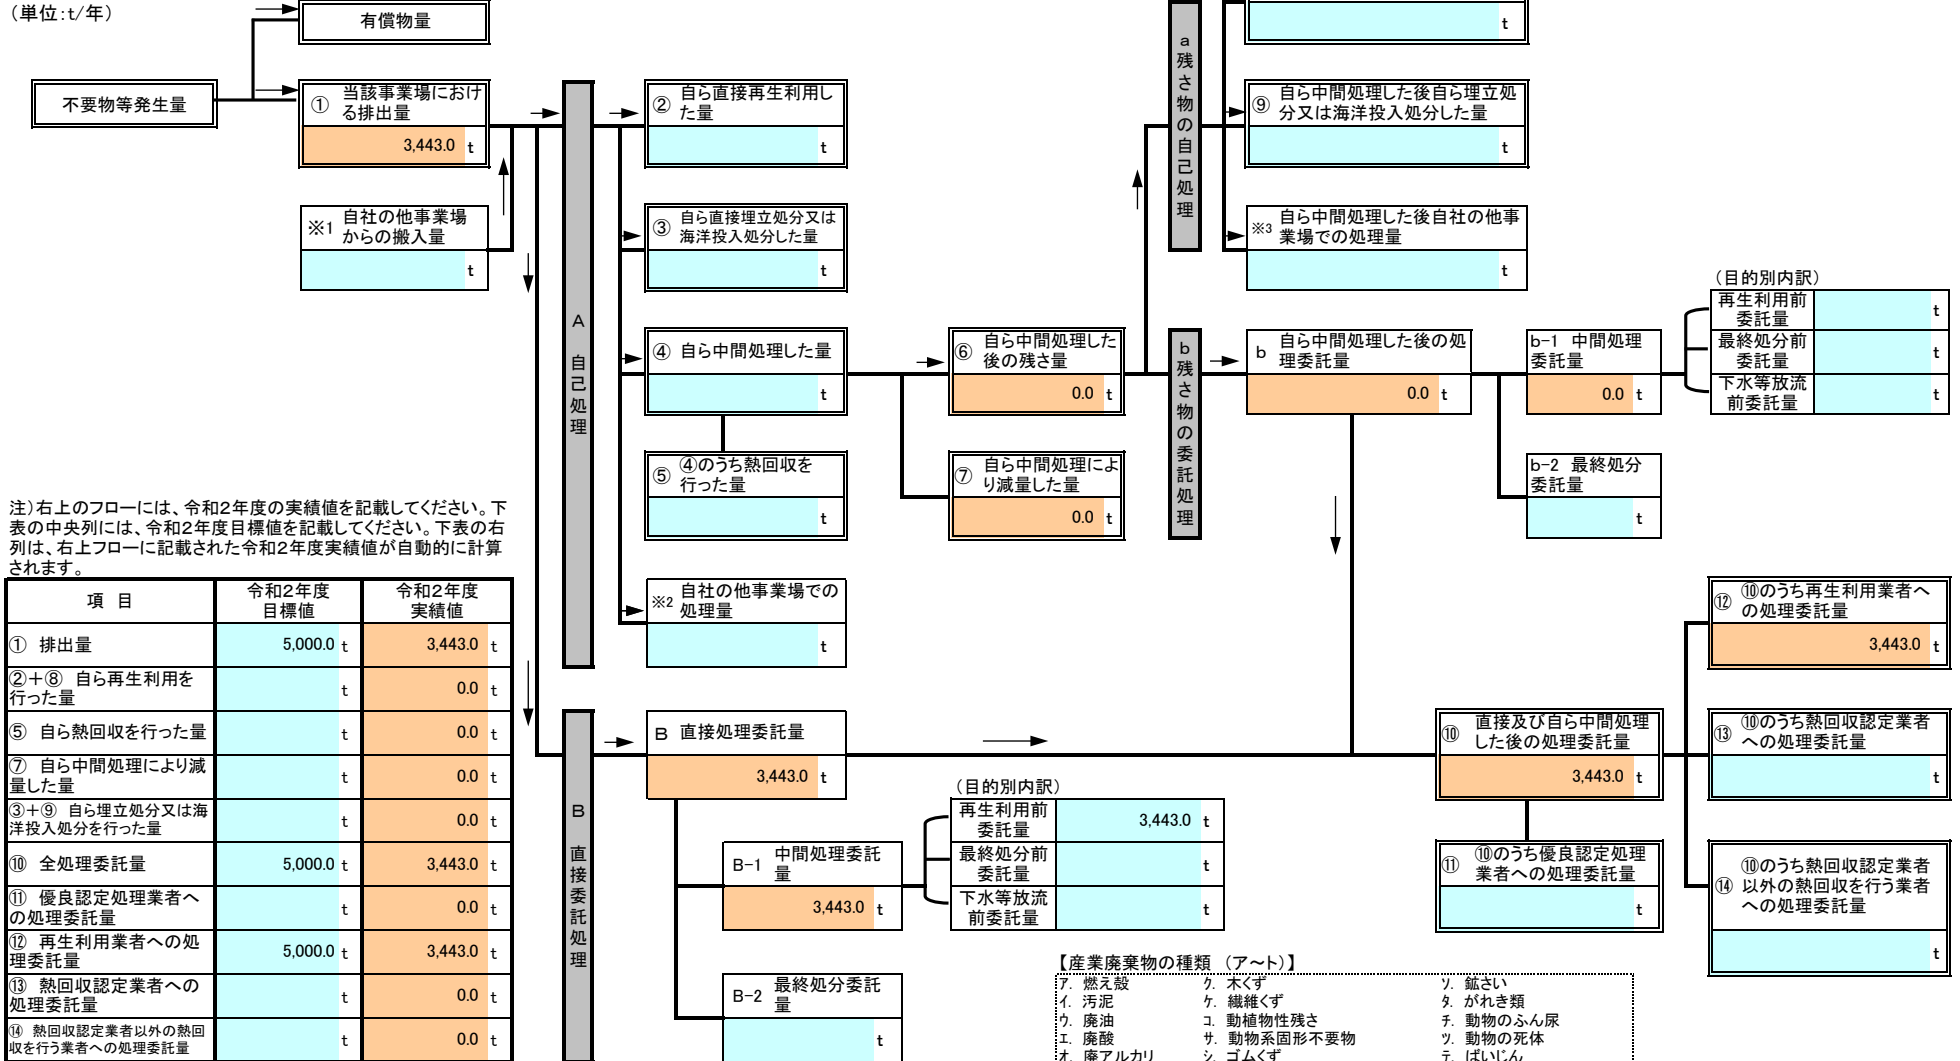 （単位：t/年）
有償物量
不要物等発生量
① 当該事業場におけ
る排出量
3,443.0 t
※1 自社の他事業場
からの搬入量
t
A
自己処理
② 自ら直接再生利用し
た量
t
③ 自ら直接埋立処分又は
海洋投入処分した量
t
④ 自ら中間処理した量
t
⑤ ④のうち熱回収を
行った量
t
※2 自社の他事業場での
処理量
t
⑥ 自ら中間処理した
後の残さ量
0.0 t
⑦ 自ら中間処理によ
り減量した量
0.0 t
a
残さ物の自己処理
t
⑨ 自ら中間処理した後自ら埋立処
分又は海洋投入処分した量
t
※3 自ら中間処理した後自社の他事
業場での処理量
t
b
残さ物の委託処理
b 自ら中間処理した後の処
理委託量
0.0 t
b-1 中間処理
委託量
0.0 t
b-2 最終処分
委託量
t
（目的別内訳）
再生利用前
委託量
t
最終処分前
委託量
t
下水等放流
前委託量
t
注）右上のフローには、令和2年度の実績値を記載してください。下
表の中央列には、令和2年度目標値を記載してください。下表の右
列は、右上フローに記載された令和2年度実績値が自動的に計算
されます。
項 目
令和2年度
目標値
令和2年度
実績値
① 排出量 5,000.0 t 3,443.0 t
②＋⑧ 自ら再生利用を
行った量 t 0.0 t
⑤ 自ら熱回収を行った量 t 0.0 t
⑦ 自ら中間処理により減
量した量 t 0.0 t
③＋⑨ 自ら埋立処分又は海
洋投入処分を行った量 t 0.0 t
⑩ 全処理委託量 5,000.0 t 3,443.0 t
⑪ 優良認定処理業者へ
の処理委託量 t 0.0 t
⑫ 再生利用業者への処
理委託量 5,000.0 t 3,443.0 t
⑬ 熱回収認定業者への
処理委託量 t 0.0 t
⑭ 熱回収認定業者以外の熱回
収を行う業者への処理委託量 t 0.0 t
B
直接委託処理
B 直接処理委託量
3,443.0 t
B-1 中間処理委託
量
3,443.0 t
B-2 最終処分委託
量
t
（目的別内訳）
再生利用前
委託量
3,443.0 t
最終処分前
委託量
t
下水等放流
前委託量
t
⑩ 直接及び自ら中間処理
した後の処理委託量
3,443.0 t
⑪ ⑩のうち優良認定処理
業者への処理委託量
t
⑫ ⑩のうち再生利用業者へ
の処理委託量
3,443.0 t
⑬ ⑩のうち熱回収認定業者
への処理委託量
t
⑭ ⑩のうち熱回収認定業者
以外の熱回収を行う業者
への処理委託量
t
【産業廃棄物の種類 （ア～ト）】
ア. 燃え殻 ク. 木くず ソ. 鉱さい
イ. 汚泥 ケ. 繊維くず タ. がれき類
ウ. 廃油 コ. 動植物性残さ チ. 動物のふん尿
エ. 廃酸 サ. 動物系固形不要物 ツ. 動物の死体
オ. 廃アルカリ シ. ゴムくず テ. ばいじん